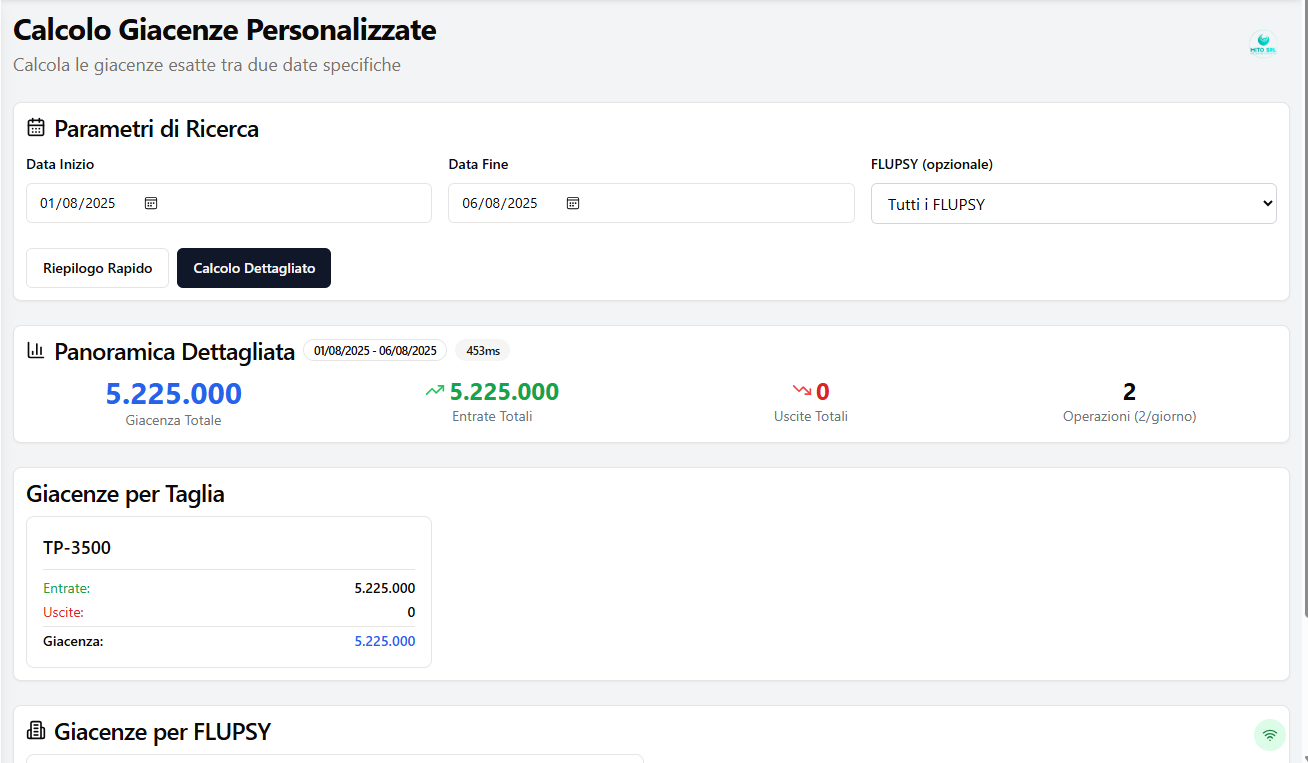 Calcolo Giacenze Personalizzate
Calcola le giacenze esatte tra due date specifiche
MITO SRL
Parametri di Ricerca
Data Inizio
Data Fine
FLUPSY (opzionale)
01/08/2025
06/08/2025
Tutti i FLUPSY
Riepilogo Rapido
Calcolo Dettagliato
Panoramica Dettagliata
01/08/2025 - 06/08/2025
453ms
5.225.000
Giacenza Totale
5.225.000
Entrate Totali
0
Uscite Totali
2
Operazioni (2/giorno)
Giacenze per Taglia
TP-3500
Entrate: 5.225.000
Uscite: 0
Giacenza: 5.225.000
Giacenze per FLUPSY